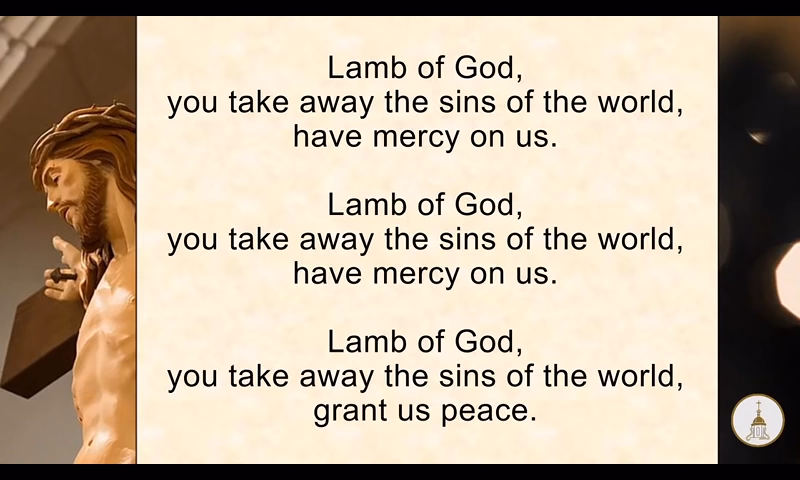 Lamb of God,
you take away the sins of the world,
have mercy on us.
Lamb of God,
you take away the sins of the world,
have mercy on us.
Lamb of God,
you take away the sins of the world,
grant us peace.